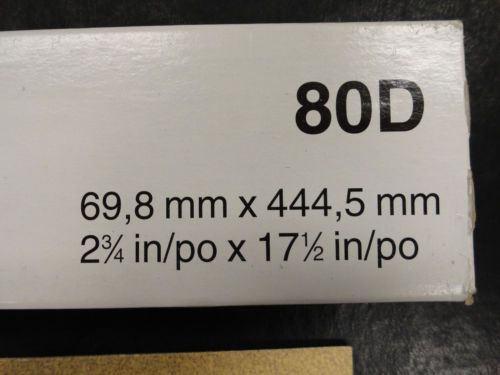 80D
69,8 mm x 444,5 mm
2¾ in/po x 17½ in/po